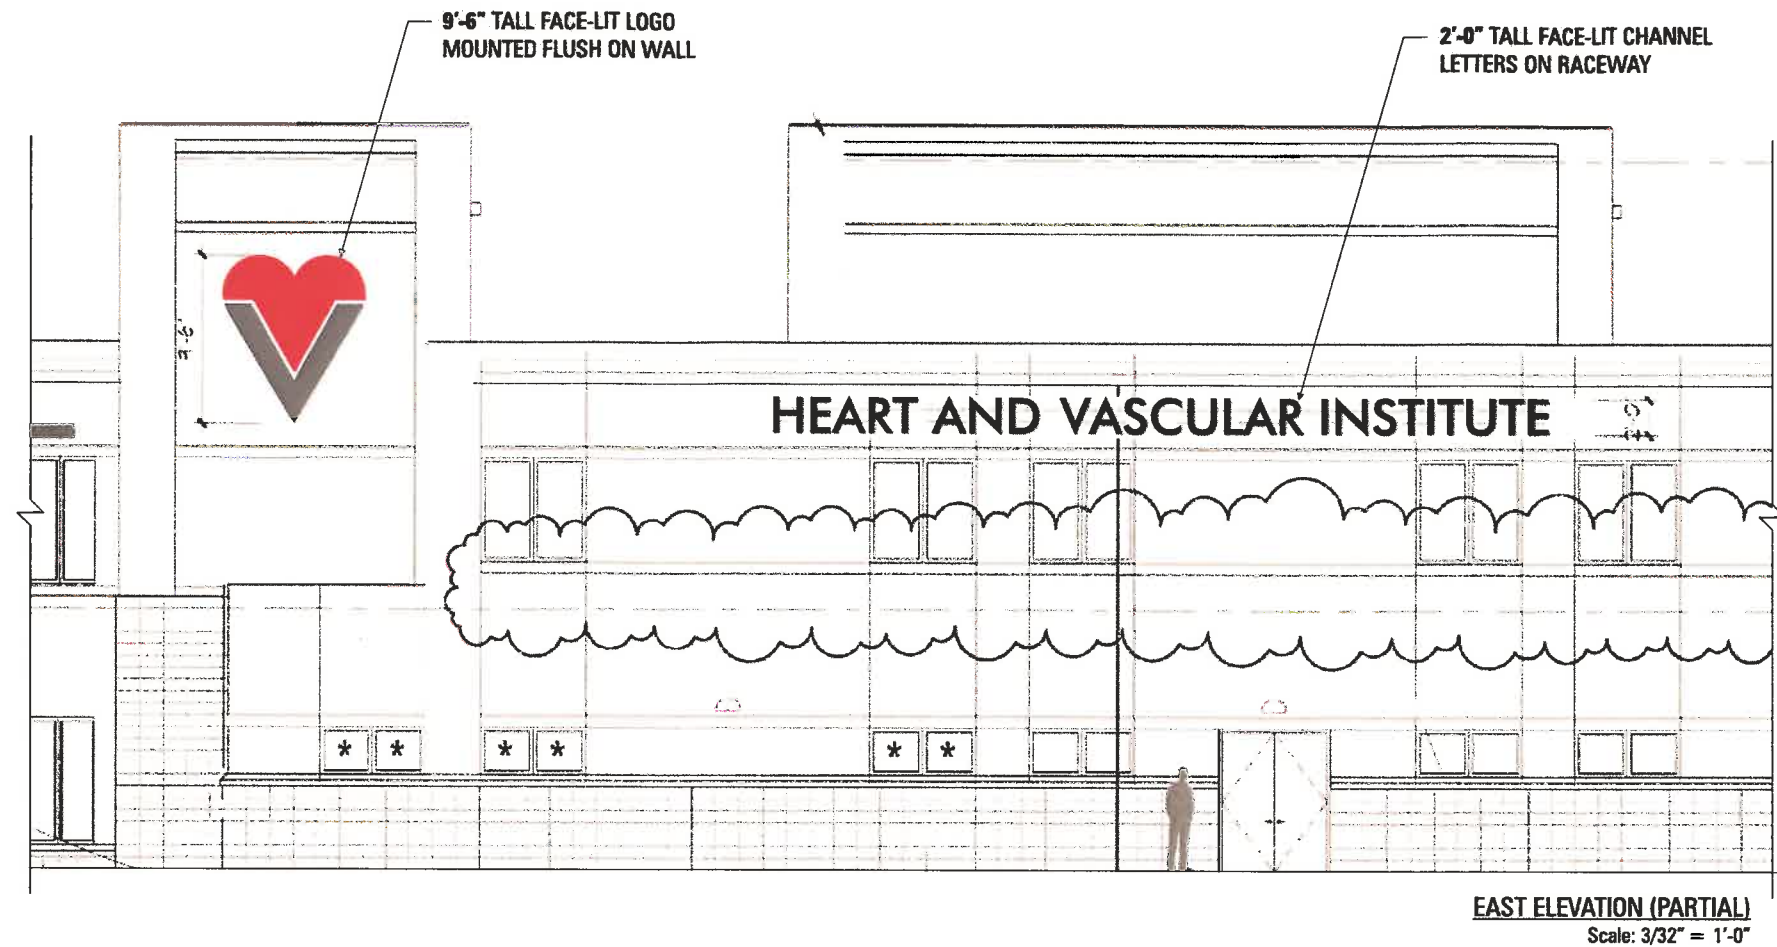 9'-6" TALL FACE-LIT LOGO
MOUNTED FLUSH ON WALL
2'-0" TALL FACE-LIT CHANNEL
LETTERS ON RACEWAY
HEART AND VASCULAR INSTITUTE
* * * * * *
EAST ELEVATION (PARTIAL)
Scale: 3/32" = 1'-0"